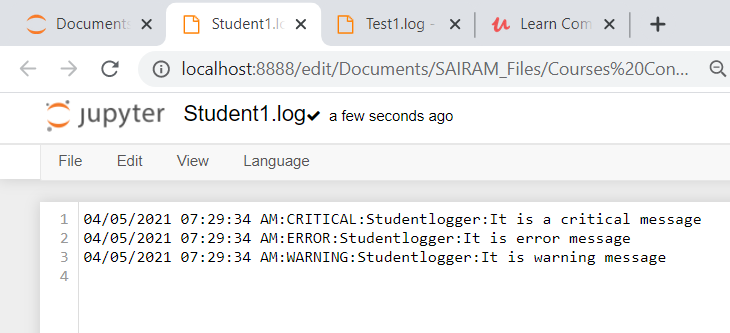 Documents
Student1.l
Test1.log -
Learn Com
localhost:8888/edit/Documents/SAIRAM_Files/Courses%20Con...
jupyter Student1.log a few seconds ago
File Edit View Language
1 04/05/2021 07:29:34 AM:CRITICAL:Studentlogger:It is a critical message
2 04/05/2021 07:29:34 AM:ERROR:Studentlogger:It is error message
3 04/05/2021 07:29:34 AM:WARNING:Studentlogger:It is warning message
4